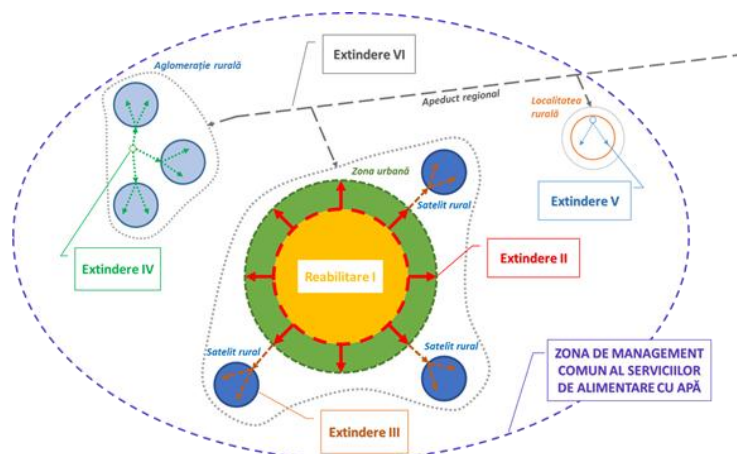 Extindere VI
Aglomerație rurală
Apeduct regional
Localitatea
rurală
Zona urbană
Satelit rural
Extindere V
Extindere IV
Reabilitare I
Extindere II
Satelit rural
Satelit rural
ZONA DE MANAGEMENT
COMUN AL SERVICIILOR
DE ALIMENTARE CU APĂ
Extindere III